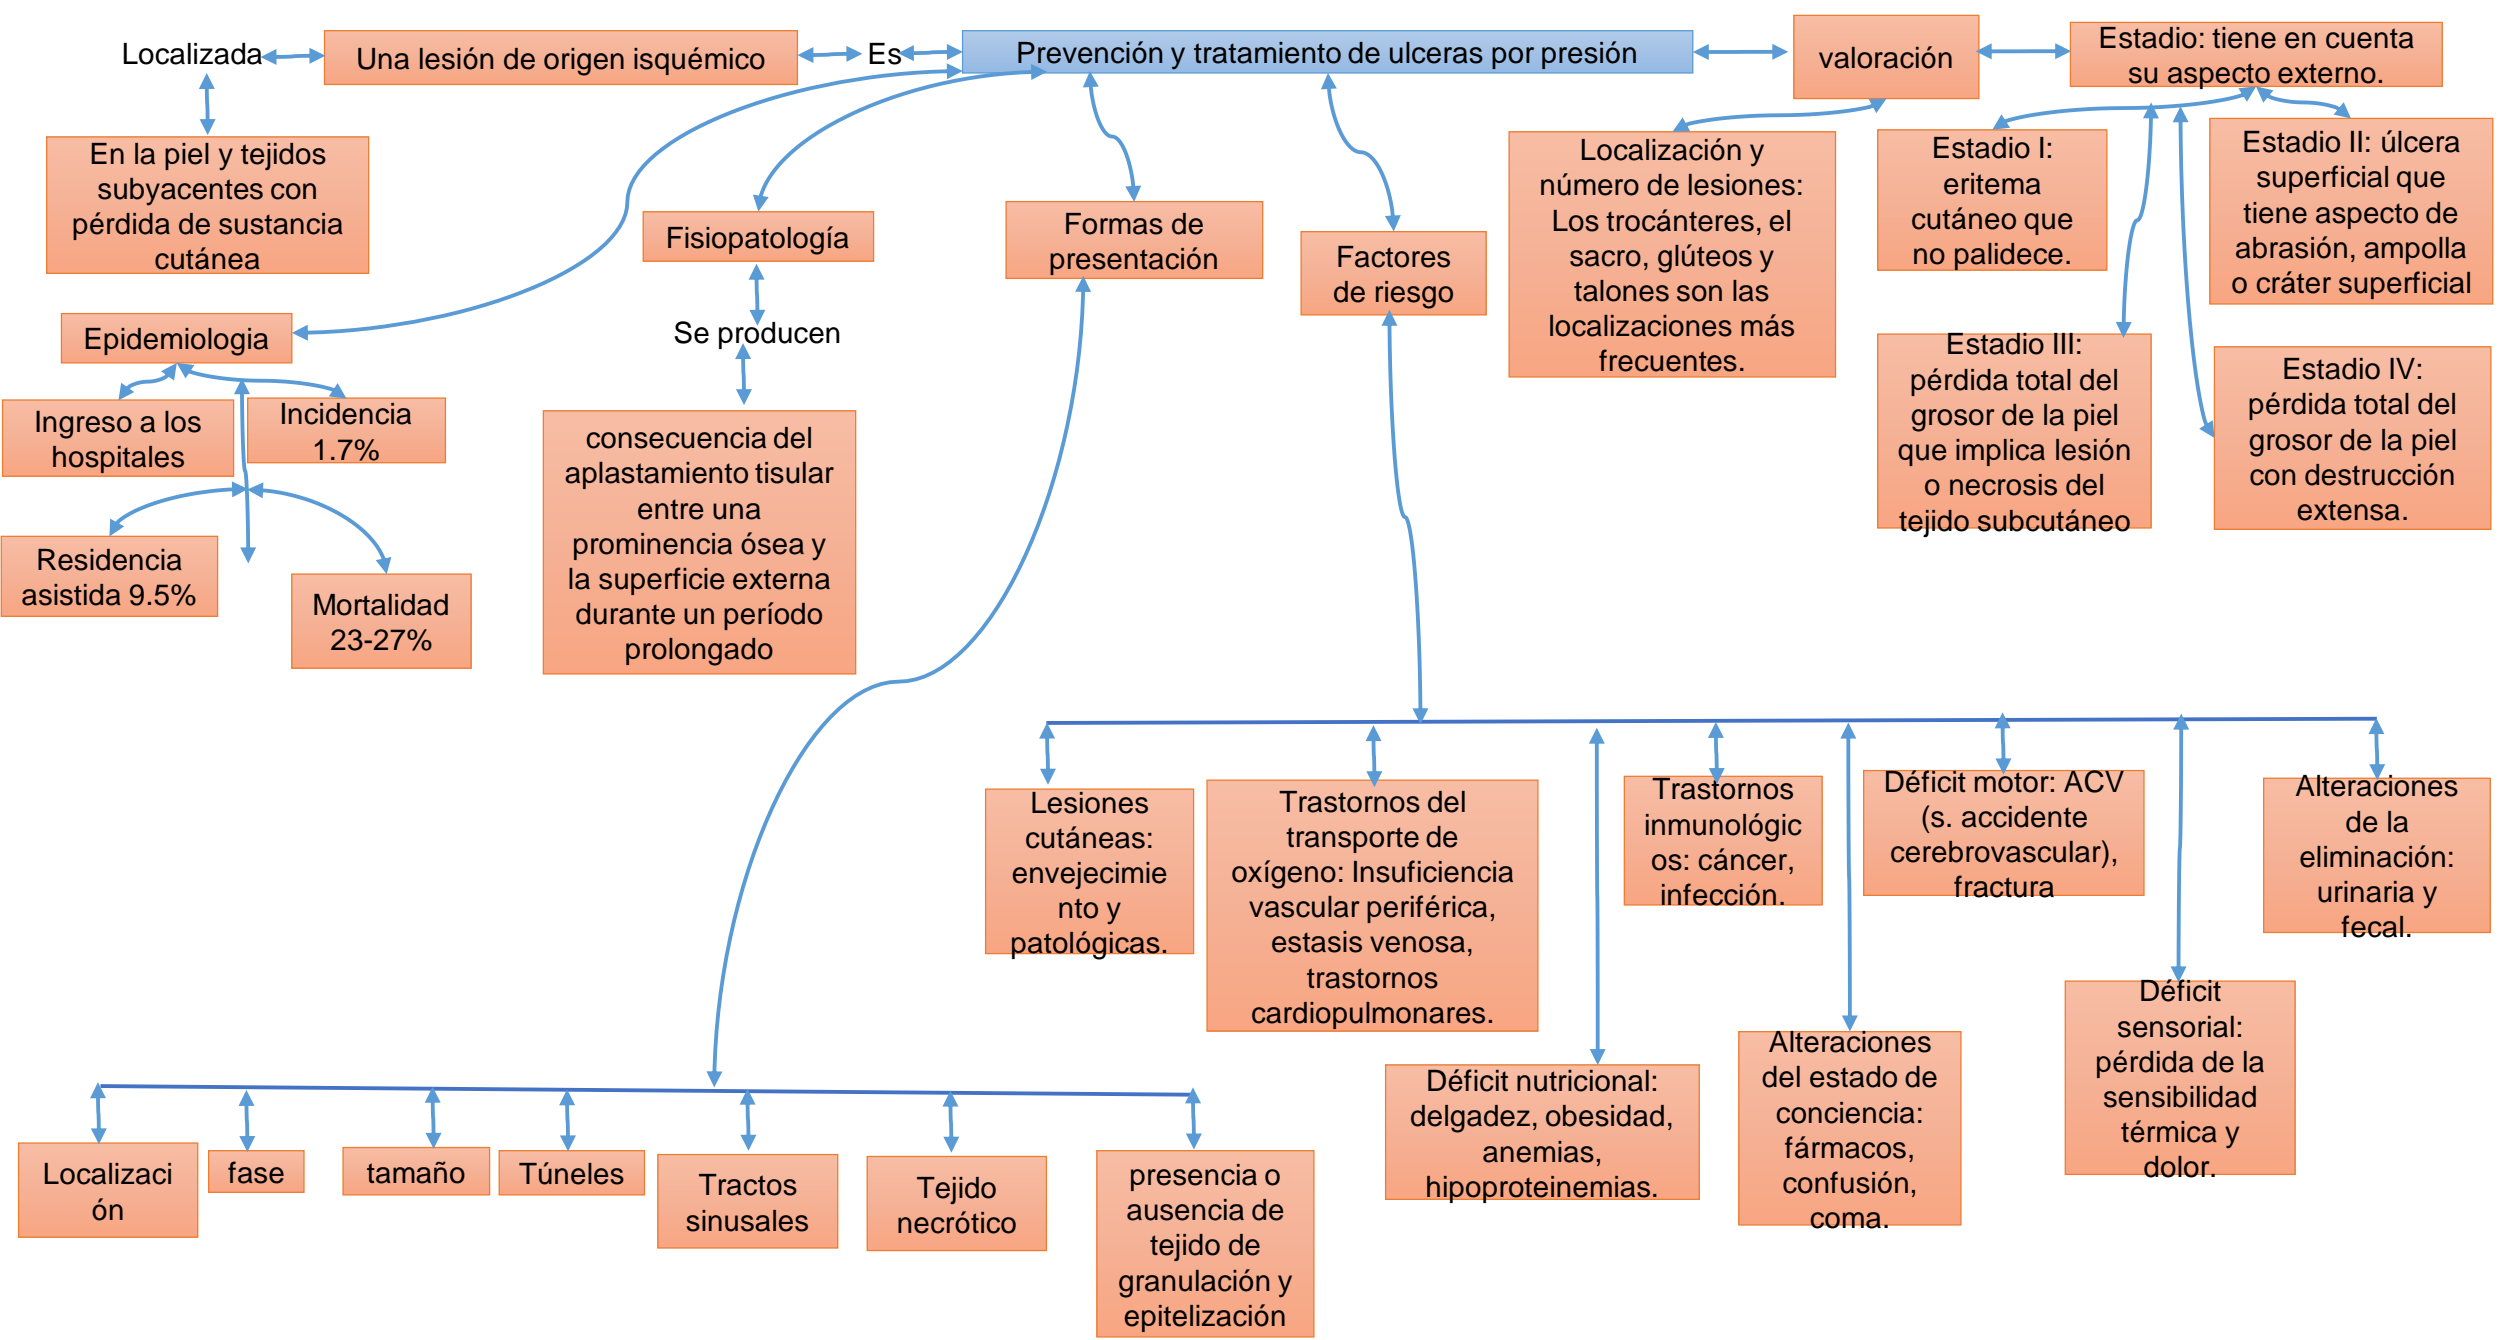 Localizada
Una lesión de origen isquémico
Es
Prevención y tratamiento de ulceras por presión
valoración
Estadio: tiene en cuenta
su aspecto externo.
En la piel y tejidos
subyacentes con
pérdida de sustancia
cutánea
Fisiopatología
Formas de
presentación
Factores
de riesgo
Localización y
número de lesiones:
Los trocánteres, el
sacro, glúteos y
talones son las
localizaciones más
frecuentes.
Estadio I:
eritema
cutáneo que
no palidece.
Estadio II: úlcera
superficial que
tiene aspecto de
abrasión, ampolla
o cráter superficial
Epidemiologia
Se producen
Estadio III:
pérdida total del
grosor de la piel
que implica lesión
o necrosis del
tejido subcutáneo
Estadio IV:
pérdida total del
grosor de la piel
con destrucción
extensa.
Ingreso a los
hospitales
Incidencia
1.7%
consecuencia del
aplastamiento tisular
entre una
prominencia ósea y
la superficie externa
durante un período
prolongado
Residencia
asistida 9.5%
Mortalidad
23-27%
Lesiones
cutáneas:
envejecimie
nto y
patológicas.
Trastornos del
transporte de
oxígeno: Insuficiencia
vascular periférica,
estasis venosa,
trastornos
cardiopulmonares.
Trastornos
inmunológic
os: cáncer,
infección.
Déficit motor: ACV
(s. accidente
cerebrovascular),
fractura
Alteraciones
de la
eliminación:
urinaria y
fecal.
Déficit nutricional:
delgadez, obesidad,
anemias,
hipoproteinemias.
Alteraciones
del estado de
conciencia:
fármacos,
confusión,
coma.
Déficit
sensorial:
pérdida de la
sensibilidad
térmica y
dolor.
Localizaci
ón
fase
tamaño
Túneles
Tractos
sinusales
Tejido
necrótico
presencia o
ausencia de
tejido de
granulación y
epitelización